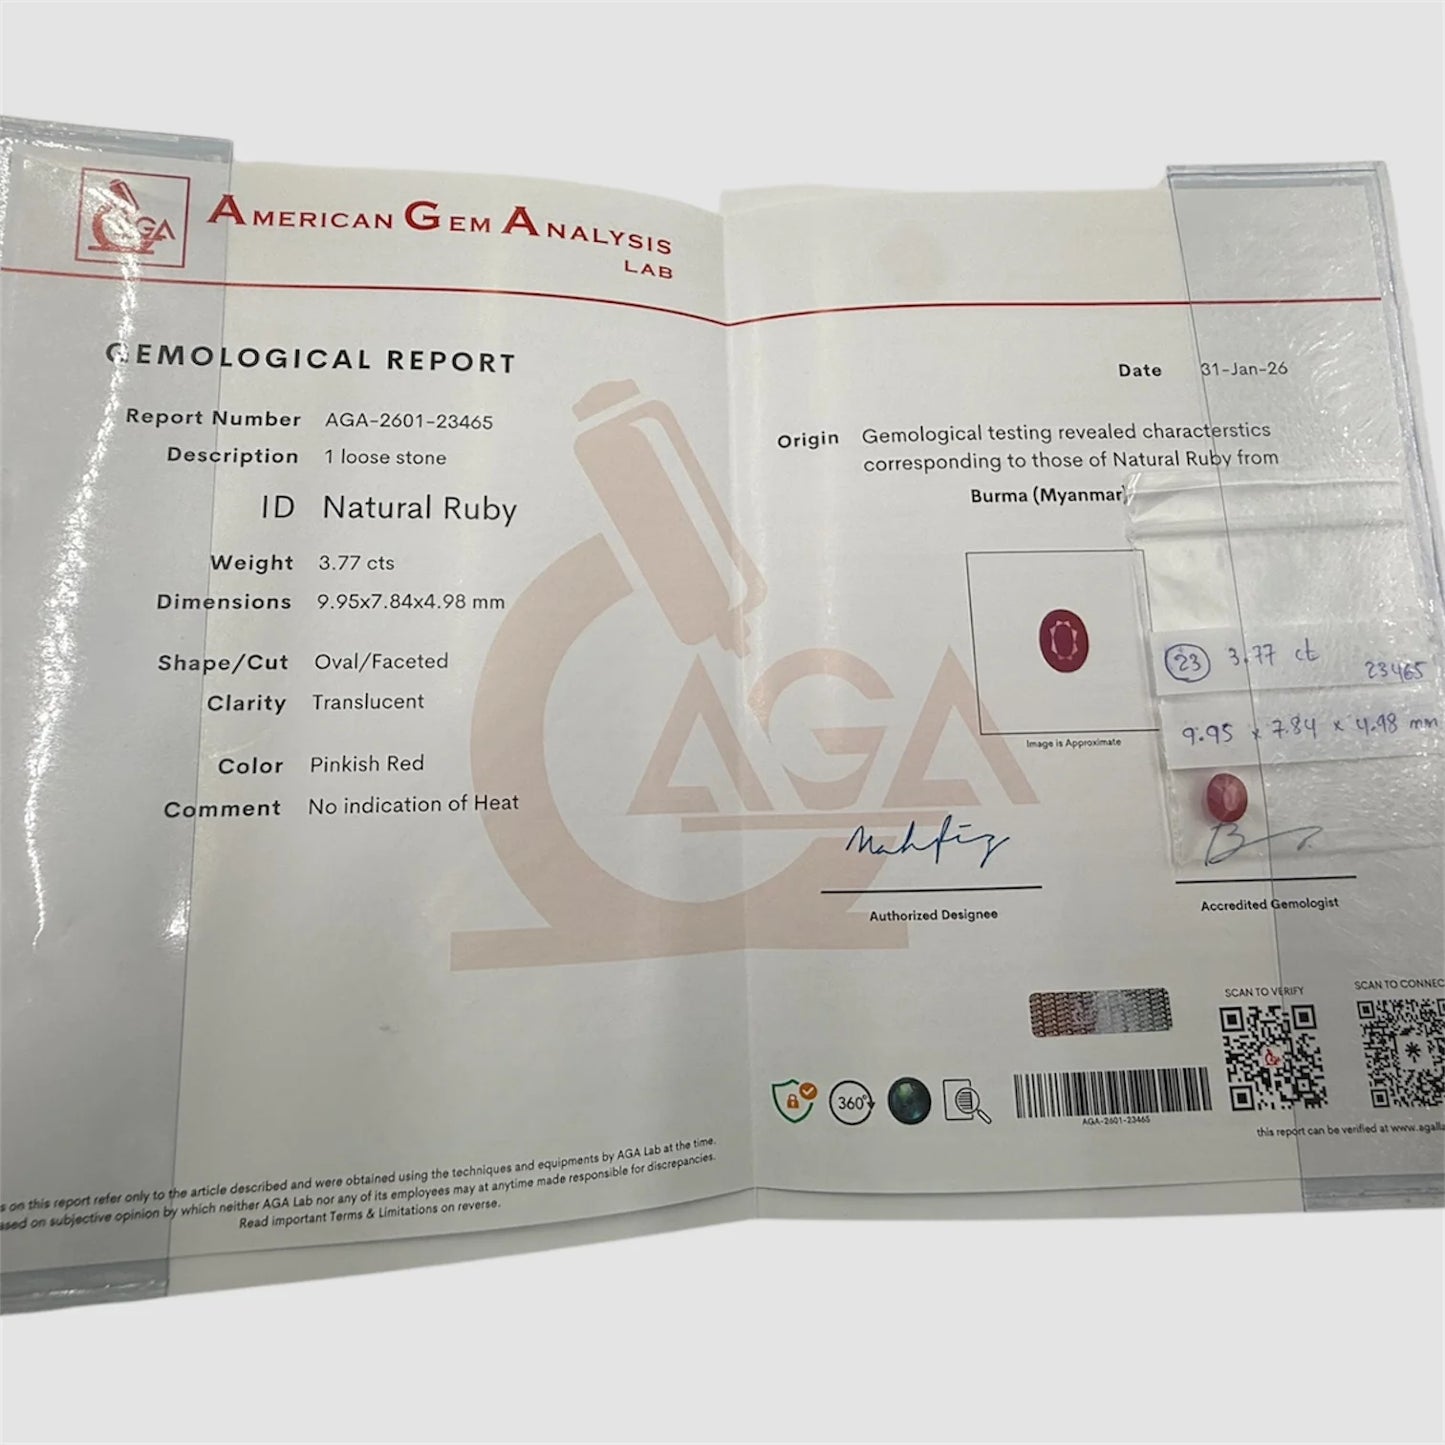 AGA
AMERICAN GEM ANALYSIS
LAB
GEMOLOGICAL REPORT
Report Number AGA-2601-23465
Description 1 loose stone
ID Natural Ruby
Weight 3.77 cts
Dimensions 9.95x7.84x4.98 mm
Shape/Cut Oval/Faceted
Clarity Translucent
Color Pinkish Red
Comment No indication of Heat
AGA
on this report refer only to the article described and were obtained using the techniques and equipments by AGA Lab at the time.
on subjective opinion by which neither AGA Lab nor any of its employees may at anytime made responsible for discrepancies.
Read important Terms & Limitations on reverse.
Date 31-Jan-26
Origin Gemological testing revealed characterstics
corresponding to those of Natural Ruby from
Burma (Myanmar)
Image is Approximate
23 3.77 ct 23465
9.95 x 7.84 x 4.98 mm
Authorized Designee
Accredited Gemologist
SCAN TO VERIFY
SCAN TO CONNEC
360°
AGA-2601-23465
this report can be verified at www.agalla